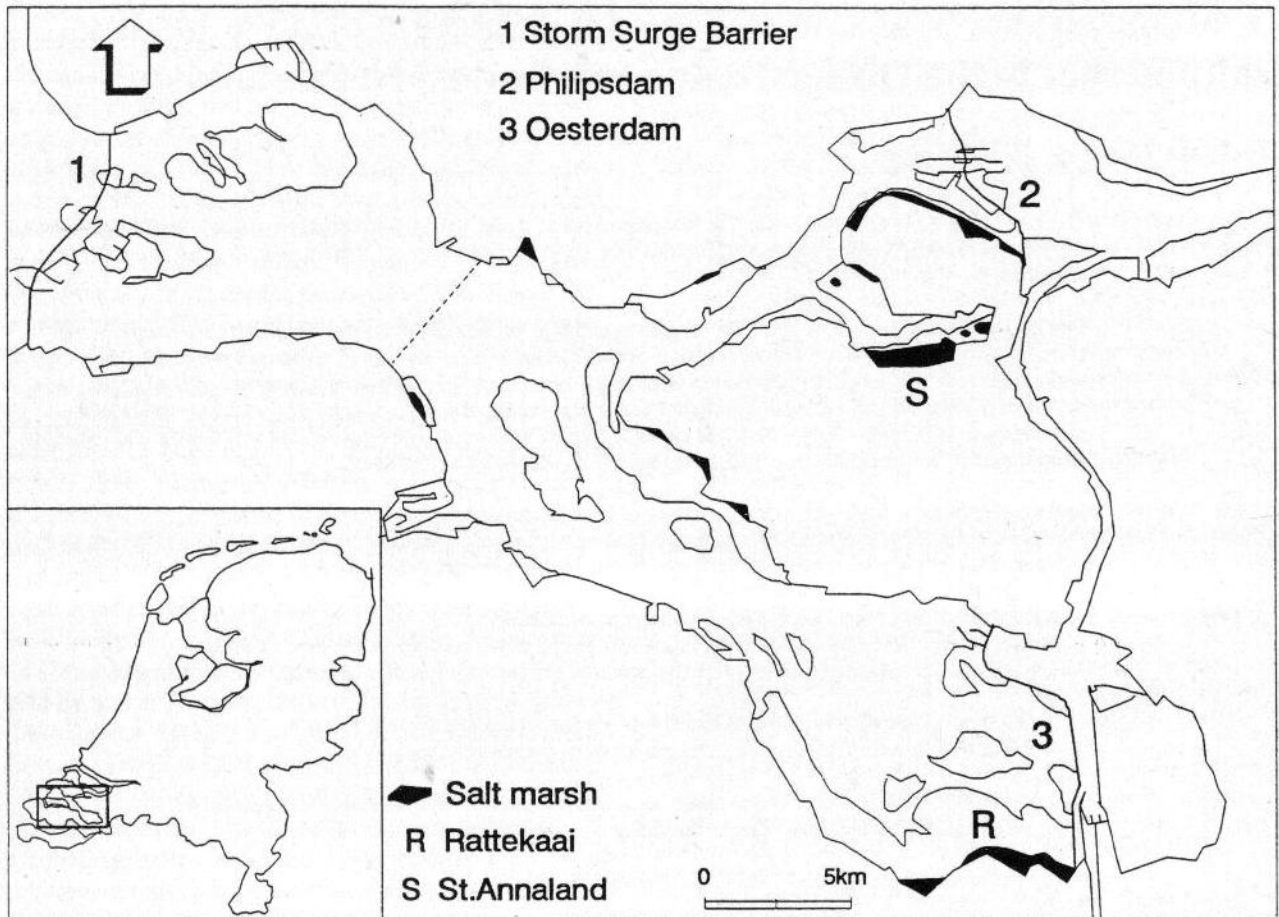 1 Storm Surge Barrier
2 Philipsdam
3 Oesterdam
1
2
S
3
R
Salt marsh
R Rattekaai
S St.Annaland
0 5km